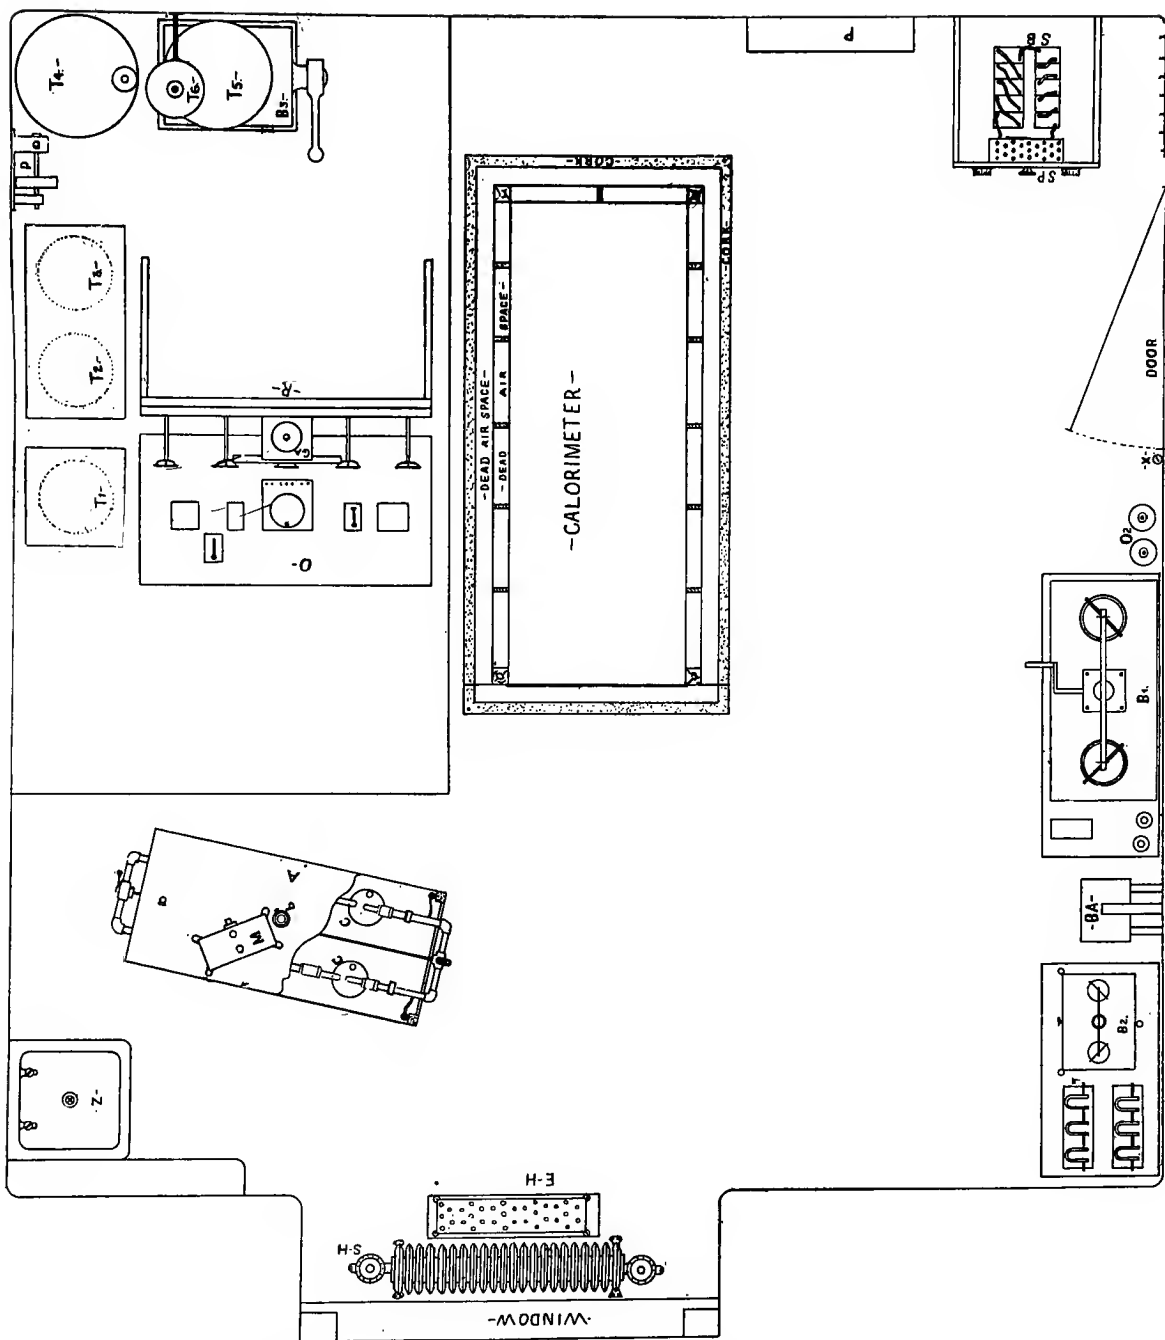 T4.-
T6.-
T5.-
B3.-
P
SB
SP
-CORK-
-CORK-
d
T3.-
T2.-
T1.-
-R-
G
-O-
-DEAD AIR SPACE-
-DEAD AIR SPACE-
-CALORIMETER-
DOOR
-X-
O2
B1.
-BA-
B2.
T
A
M
a
C
C
-Z-
E-H
S-H
-WINDOW-